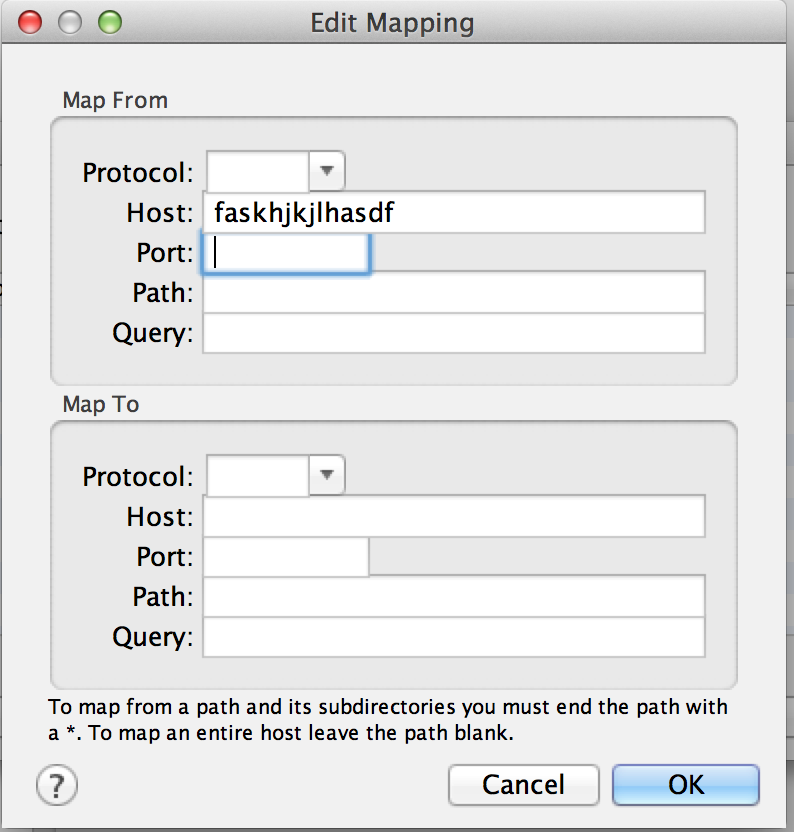 Edit Mapping
Map From
Protocol:
Host: faskhjkjlhasdf
Port:
Path:
Query:
Map To
Protocol:
Host:
Port:
Path:
Query:
To map from a path and its subdirectories you must end the path with
a *. To map an entire host leave the path blank.
? Cancel OK